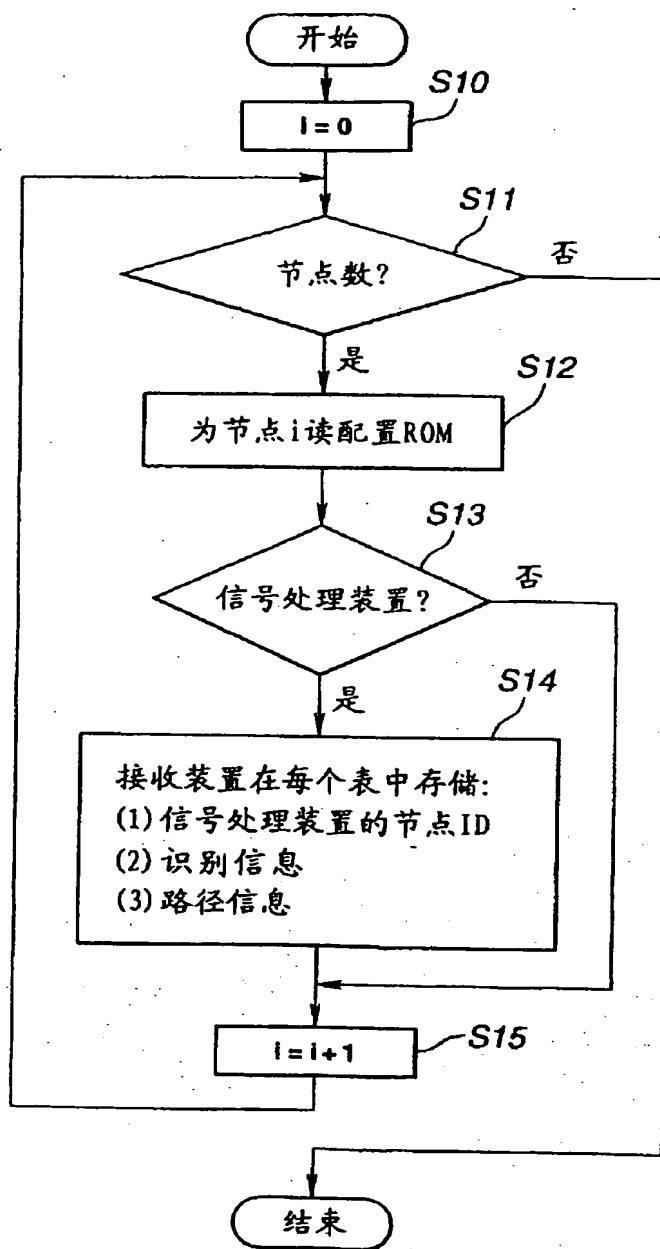 开始
S10
i=0
S11
节点数?
否
是
S12
为节点i读配置ROM
S13
信号处理装置?
否
是
S14
接收装置在每个表中存储:
(1)信号处理装置的节点ID
(2)识别信息
(3)路径信息
i=i+1
S15
结束